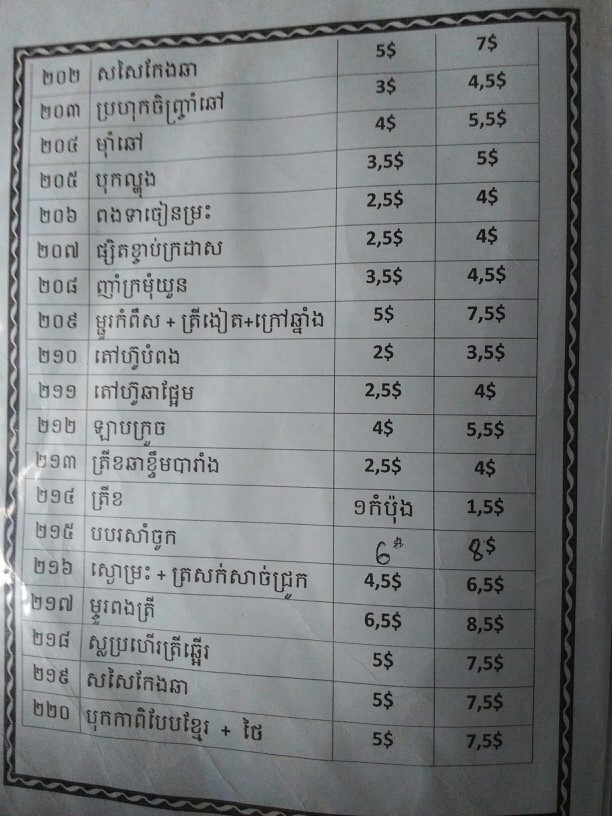 ២០២ សសៃកែងឆា 5$ 7$
២០៣ ប្រហុកចិញ្ច្រាំឆៅ 3$ 4,5$
២០៤ ម៉ាំឆៅ 4$ 5,5$
២០៥ បុកល្ហុង 3,5$ 5$
២០៦ ពងទាចៀនម្រះ 2,5$ 4$
២០៧ ផ្សិតខ្ចាប់ក្រដាស 2,5$ 4$
២០៨ ញាំក្រមុំយួន 3,5$ 4,5$
២០៩ ម្ជូរកំពឹស + ត្រីងៀត+ក្រៅឆ្នាំង 5$ 7,5$
២១០ តៅហ៊ូបំពង 2$ 3,5$
២១១ តៅហ៊ូឆាផ្អែម 2,5$ 4$
២១២ ឡាបក្រូច 4$ 5,5$
២១៣ ត្រីខឆាខ្ទឹមបារាំង 2,5$ 4$
២១៤ ត្រីខ ១កំប៉ុង 1,5$
២១៥ បបរសាំចូក 6$ 8$
២១៦ ស្ងោម្រះ + ត្រសក់សាច់ជ្រូក 4,5$ 6,5$
២១៧ ម្ជូរពងត្រី 6,5$ 8,5$
២១៨ ស្លប្រហើរត្រីឆ្អើរ 5$ 7,5$
២១៩ សសៃកែងឆា 5$ 7,5$
២២០ បុកកាពិបែបខ្មែរ + ថៃ 5$ 7,5$